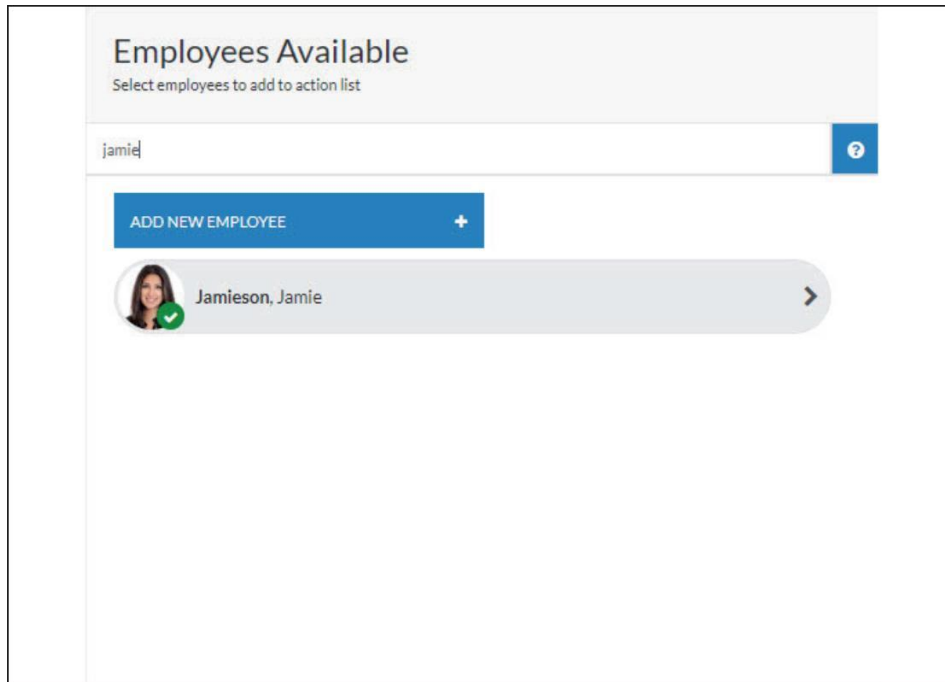 Employees Available
Select employees to add to action list
jamie
ADD NEW EMPLOYEE +
Jamieson, Jamie